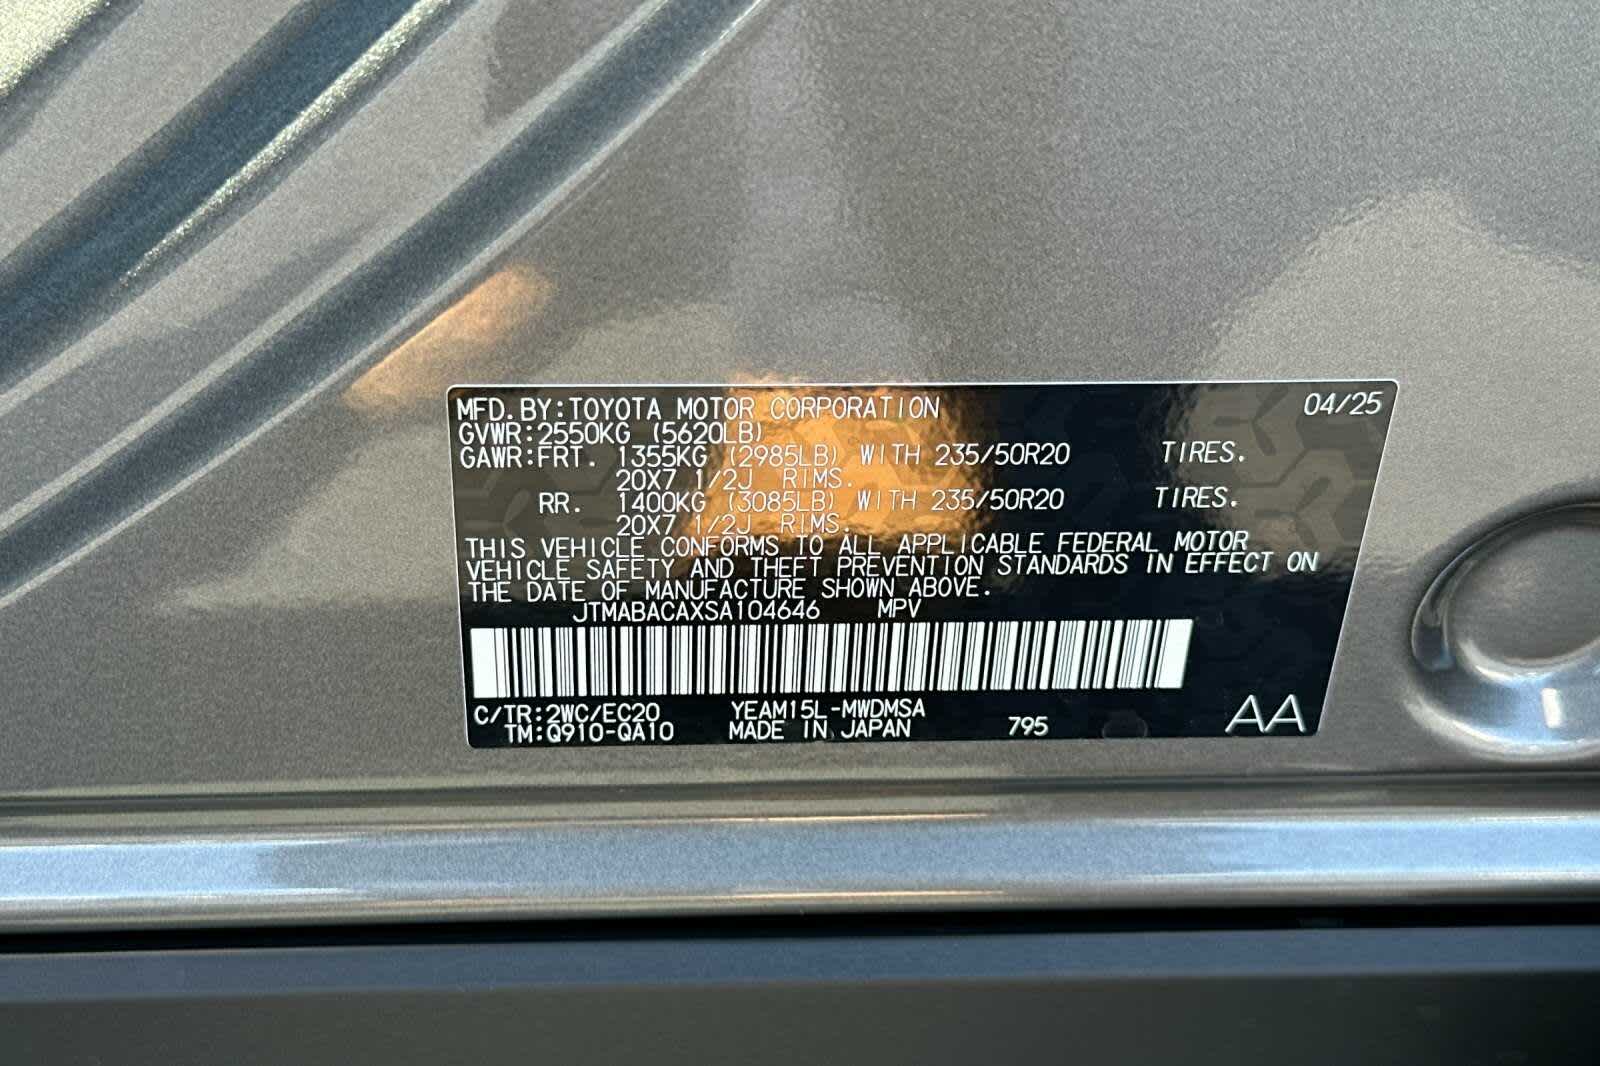 MFD.BY:TOYOTA MOTOR CORPORATION 04/25
GVWR:2550KG (5620LB)
GAWR:FRT. 1355KG (2985LB) WITH 235/50R20 TIRES.
20X7 1/2J RIMS.
RR. 1400KG (3085LB) WITH 235/50R20 TIRES.
20X7 1/2J RIMS.
THIS VEHICLE CONFORMS TO ALL APPLICABLE FEDERAL MOTOR
VEHICLE SAFETY AND THEFT PREVENTION STANDARDS IN EFFECT ON
THE DATE OF MANUFACTURE SHOWN ABOVE.
JTMABACAXSA104646 MPV
C/TR:2WC/EC20 YEAM15L-MWDMSA
TM:Q910-QA10 MADE IN JAPAN 795 AA